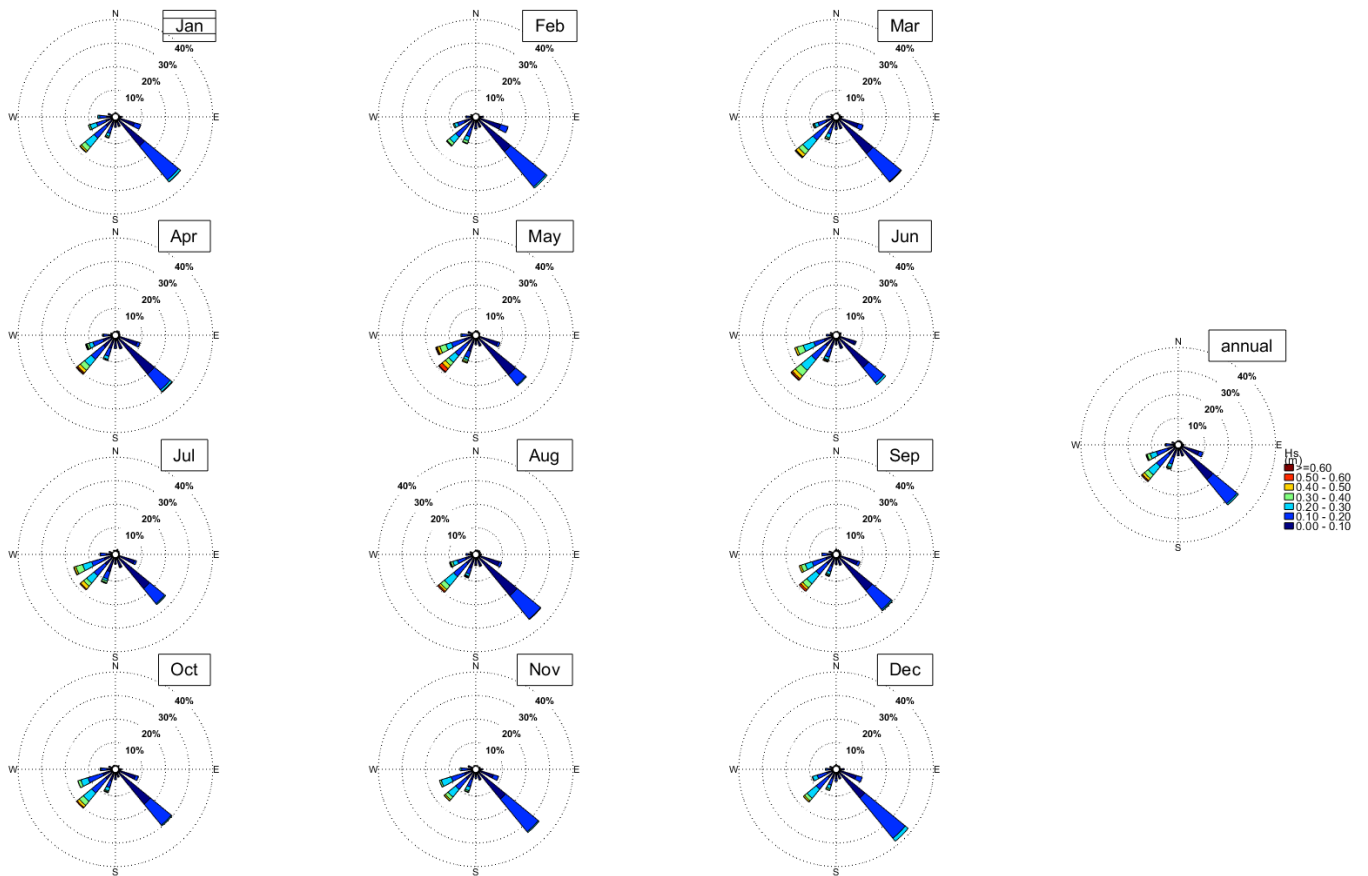 N
Jan
40%
30%
20%
10%
W
E
S
N
Feb
40%
30%
20%
10%
W
E
S
N
Mar
40%
30%
20%
10%
W
E
S
N
Apr
40%
30%
20%
10%
W
E
S
N
May
40%
30%
20%
10%
W
E
S
N
Jun
40%
30%
20%
10%
W
E
S
N
annual
40%
30%
20%
10%
W
E
S
Hs
(m)
>=0.60
0.50 - 0.60
0.40 - 0.50
0.30 - 0.40
0.20 - 0.30
0.10 - 0.20
0.00 - 0.10
N
Jul
40%
30%
20%
10%
W
E
S
N
Aug
40%
30%
20%
10%
W
E
S
N
Sep
40%
30%
20%
10%
W
E
S
N
Oct
40%
30%
20%
10%
W
E
S
N
Nov
40%
30%
20%
10%
W
E
S
N
Dec
40%
30%
20%
10%
W
E
S